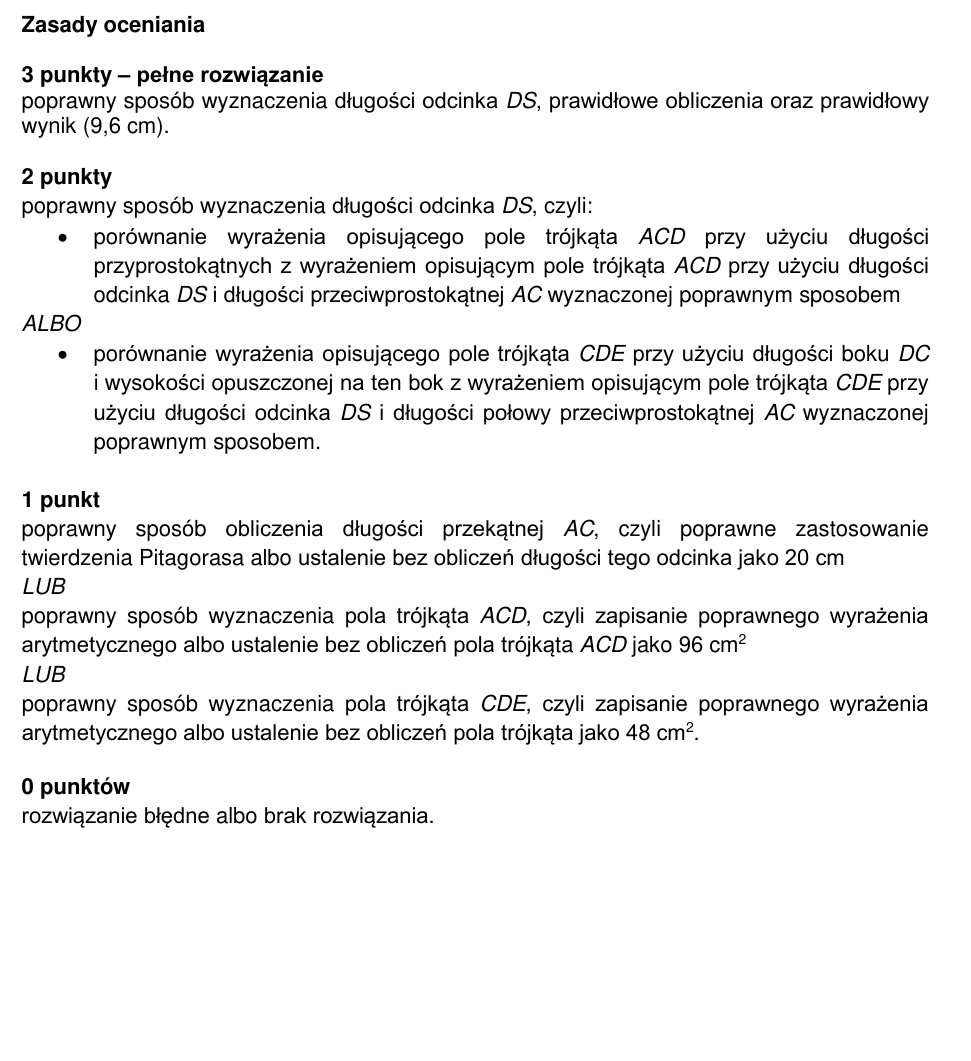 Zasady oceniania
3 punkty – pełne rozwiązanie
poprawny sposób wyznaczenia długości odcinka DS, prawidłowe obliczenia oraz prawidłowy
wynik (9,6 cm).
2 punkty
poprawny sposób wyznaczenia długości odcinka DS, czyli:
• porównanie wyrażenia opisującego pole trójkąta ACD przy użyciu długości
przyprostokątnych z wyrażeniem opisującym pole trójkąta ACD przy użyciu długości
odcinka DS i długości przeciwprostokątnej AC wyznaczonej poprawnym sposobem
ALBO
• porównanie wyrażenia opisującego pole trójkąta CDE przy użyciu długości boku DC
i wysokości opuszczonej na ten bok z wyrażeniem opisującym pole trójkąta CDE przy
użyciu długości odcinka DS i długości połowy przeciwprostokątnej AC wyznaczonej
poprawnym sposobem.
1 punkt
poprawny sposób obliczenia długości przekątnej AC, czyli poprawne zastosowanie
twierdzenia Pitagorasa albo ustalenie bez obliczeń długości tego odcinka jako 20 cm
LUB
poprawny sposób wyznaczenia pola trójkąta ACD, czyli zapisanie poprawnego wyrażenia
arytmetycznego albo ustalenie bez obliczeń pola trójkąta ACD jako 96 cm²
LUB
poprawny sposób wyznaczenia pola trójkąta CDE, czyli zapisanie poprawnego wyrażenia
arytmetycznego albo ustalenie bez obliczeń pola trójkąta jako 48 cm².
0 punktów
rozwiązanie błędne albo brak rozwiązania.